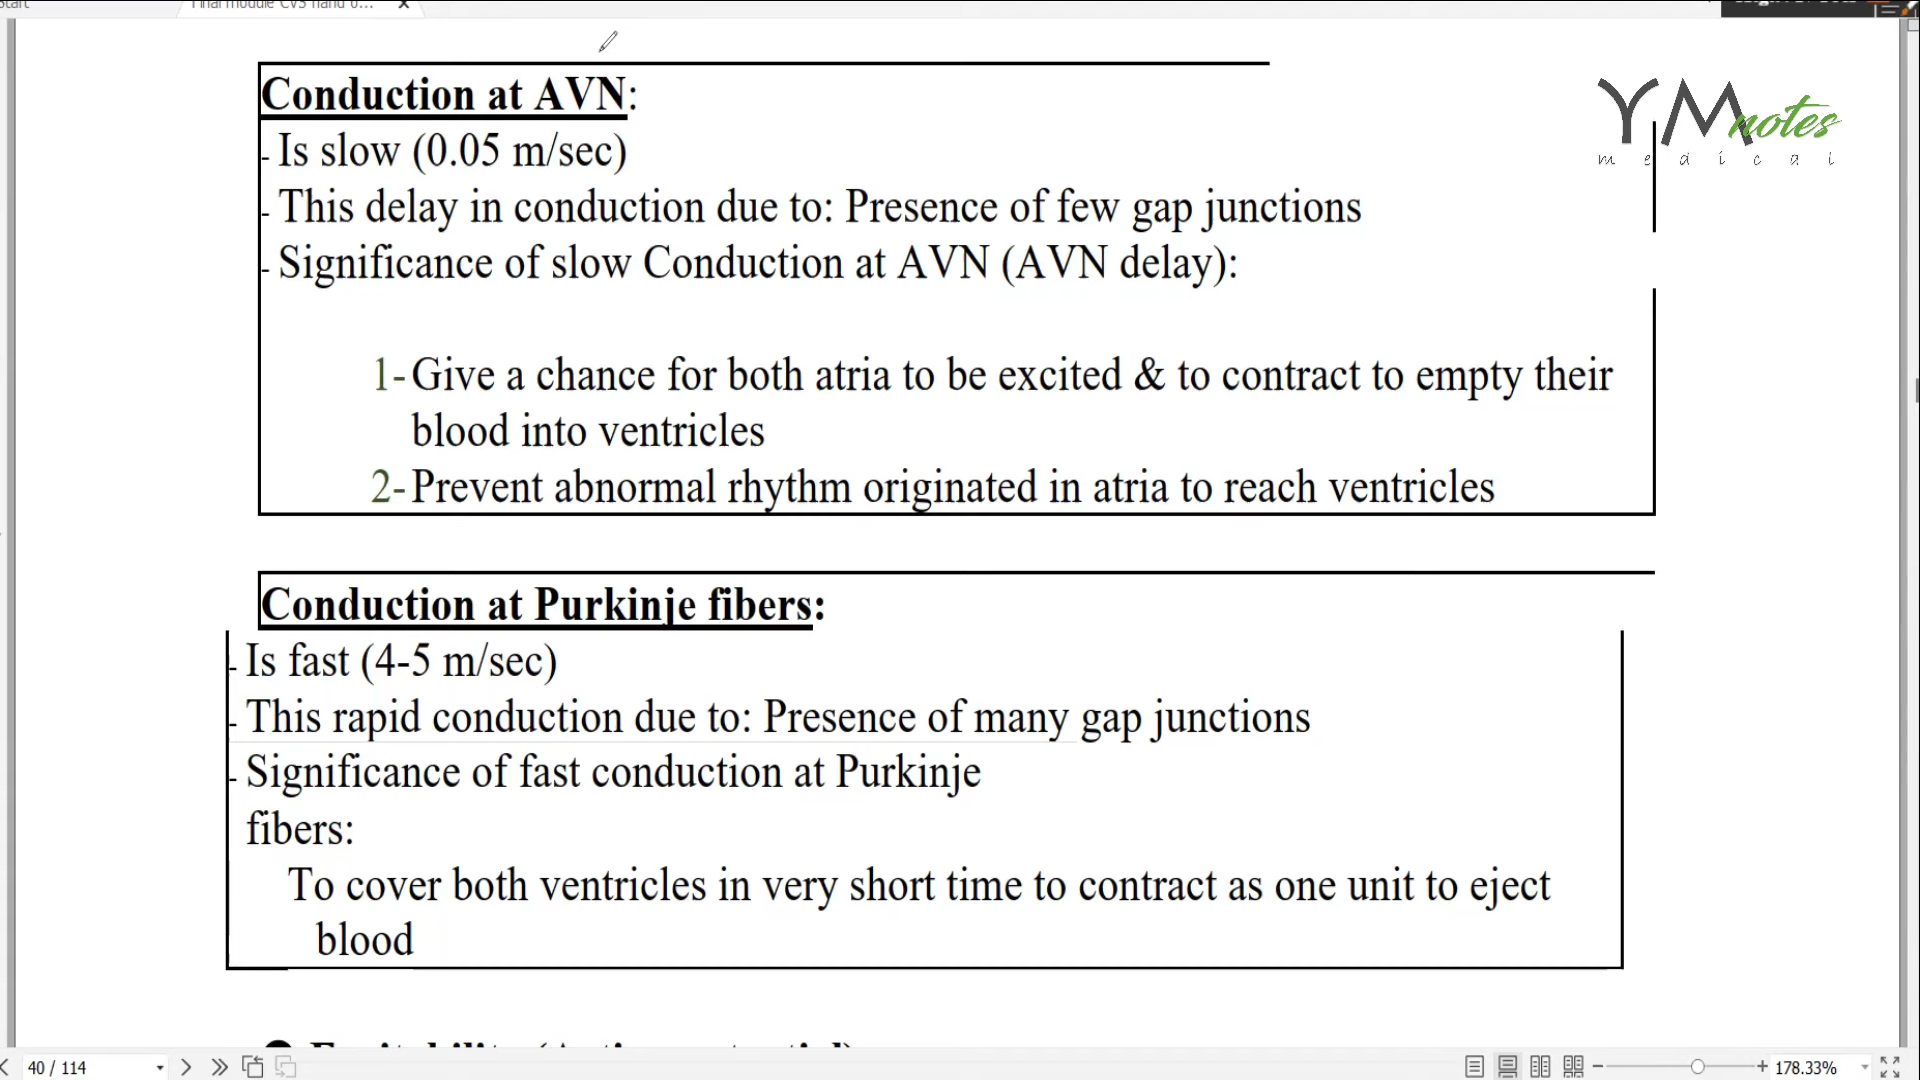 Conduction at AVN:
- Is slow (0.05 m/sec)
- This delay in conduction due to: Presence of few gap junctions
- Significance of slow Conduction at AVN (AVN delay):
1- Give a chance for both atria to be excited & to contract to empty their
blood into ventricles
2- Prevent abnormal rhythm originated in atria to reach ventricles
Conduction at Purkinje fibers:
- Is fast (4-5 m/sec)
- This rapid conduction due to: Presence of many gap junctions
- Significance of fast conduction at Purkinje
fibers:
To cover both ventricles in very short time to contract as one unit to eject
blood
YM notes
medical
40 / 114
178.33%